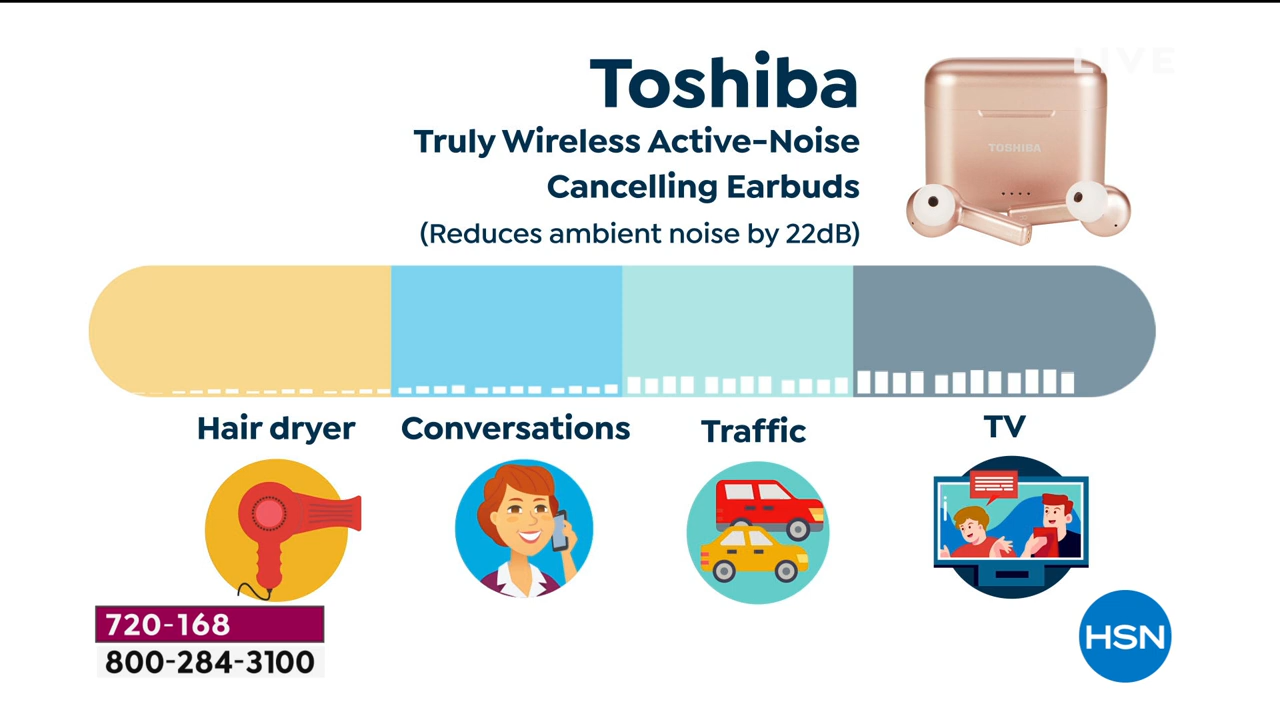 LIVE
Toshiba
Truly Wireless Active-Noise
Cancelling Earbuds
(Reduces ambient noise by 22dB)
TOSHIBA
Hair dryer
Conversations
Traffic
TV
720-168
800-284-3100
HSN